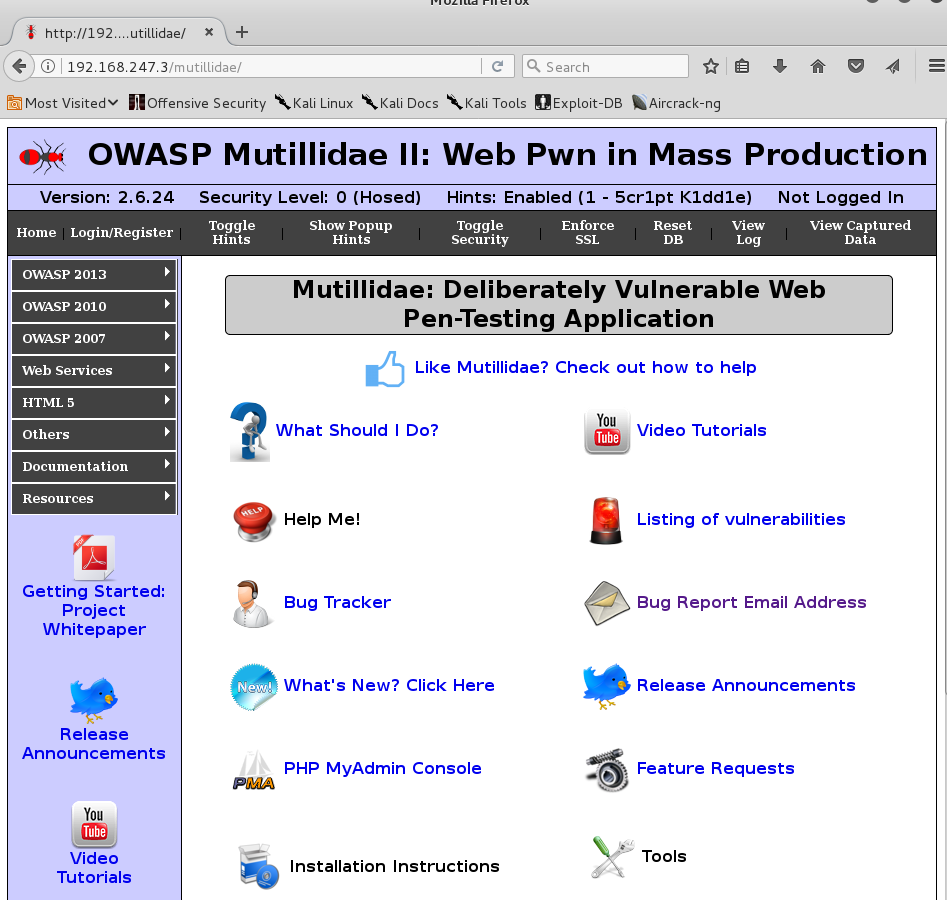 Mozilla Firefox
http://192....utillidae/
192.168.247.3/mutillidae/
Search
Most Visited
Offensive Security
Kali Linux
Kali Docs
Kali Tools
Exploit-DB
Aircrack-ng
OWASP Mutillidae II: Web Pwn in Mass Production
Version: 2.6.24 Security Level: 0 (Hosed) Hints: Enabled (1 - 5cr1pt K1dd1e) Not Logged In
Home | Login/Register | Toggle Hints | Show Popup Hints | Toggle Security | Enforce SSL | Reset DB | View Log | View Captured Data
OWASP 2013
OWASP 2010
OWASP 2007
Web Services
HTML 5
Others
Documentation
Resources
PDF
Getting Started:
Project
Whitepaper
Release
Announcements
You
Tube
Video
Tutorials
Mutillidae: Deliberately Vulnerable Web
Pen-Testing Application
Like Mutillidae? Check out how to help
What Should I Do?
You
Tube
Video Tutorials
HELP
Help Me!
Listing of vulnerabilities
Bug Tracker
Bug Report Email Address
New!
What's New? Click Here
Release Announcements
PMA
PHP MyAdmin Console
Feature Requests
Installation Instructions
Tools